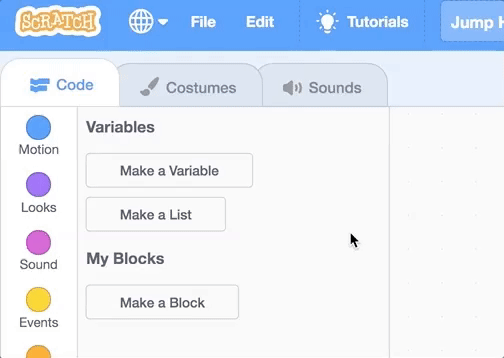 SCRATCH File Edit Tutorials Jump
Code Costumes Sounds
Variables
Motion
Make a Variable
Looks
Make a List
Sound
My Blocks
Make a Block
Events